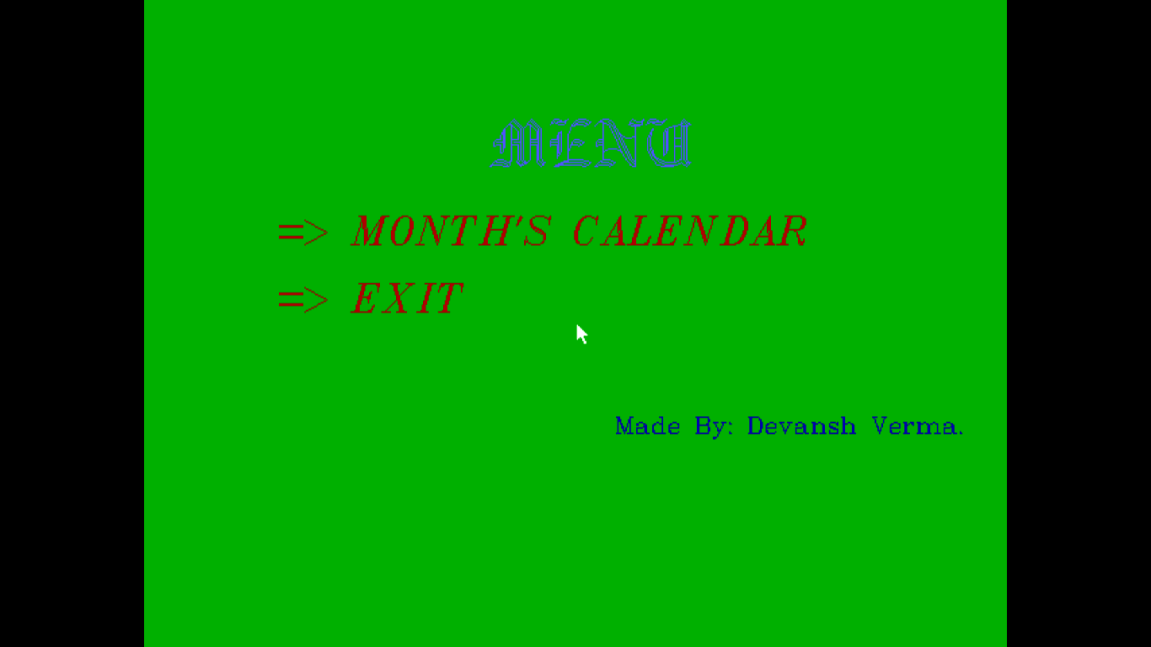 MENU
=> MONTH'S CALENDAR
=> EXIT
Made By: Devansh Verma.